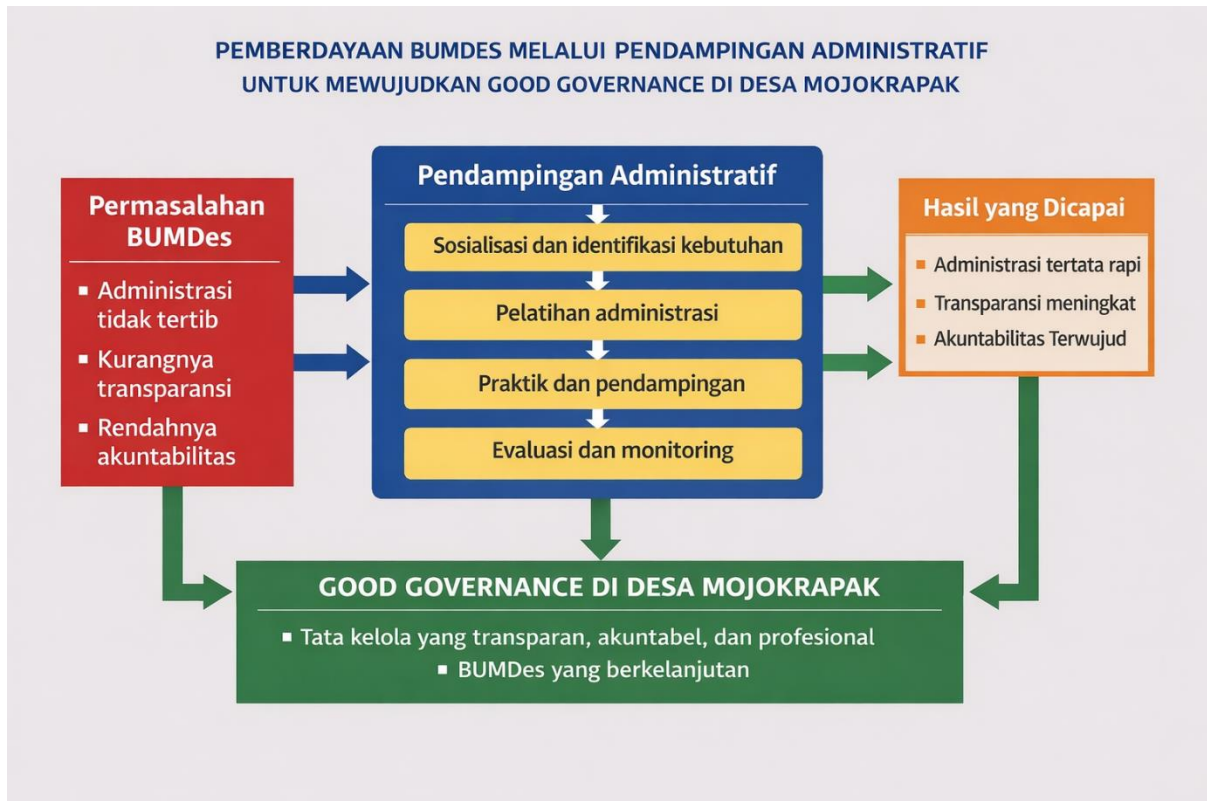 PEMBERDAYAAN BUMDES MELALUI PENDAMPINGAN ADMINISTRATIF
UNTUK MEWUJUDKAN GOOD GOVERNANCE DI DESA MOJOKRAPAK
Permasalahan
BUMDes
▪ Administrasi
tidak tertib
▪ Kurangnya
transparansi
▪ Rendahnya
akuntabilitas
Pendampingan Administratif
Sosialisasi dan identifikasi kebutuhan
Pelatihan administrasi
Praktik dan pendampingan
Evaluasi dan monitoring
Hasil yang Dicapai
▪ Administrasi tertata rapi
▪ Transparansi meningkat
▪ Akuntabilitas Terwujud
GOOD GOVERNANCE DI DESA MOJOKRAPAK
▪ Tata kelola yang transparan, akuntabel, dan profesional
▪ BUMDes yang berkelanjutan